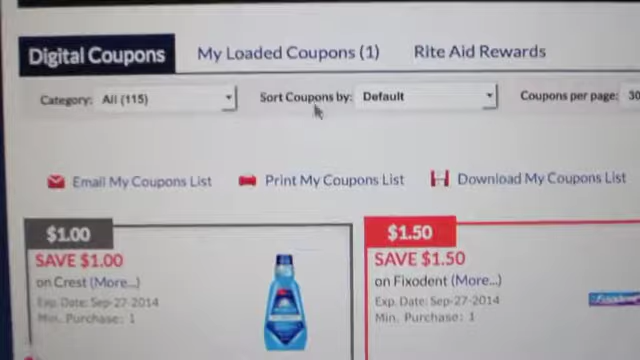 Digital Coupons My Loaded Coupons (1) Rite Aid Rewards
Category: All (115) Sort Coupons by: Default Coupons per page: 30
Email My Coupons List Print My Coupons List Download My Coupons List
$1.00
SAVE $1.00
on Crest (More...)
Exp. Date: Sep-27-2014
Min. Purchase: 1
$1.50
SAVE $1.50
on Fixodent (More...)
Exp. Date: Sep-27-2014
Min. Purchase: 1
Fixodent